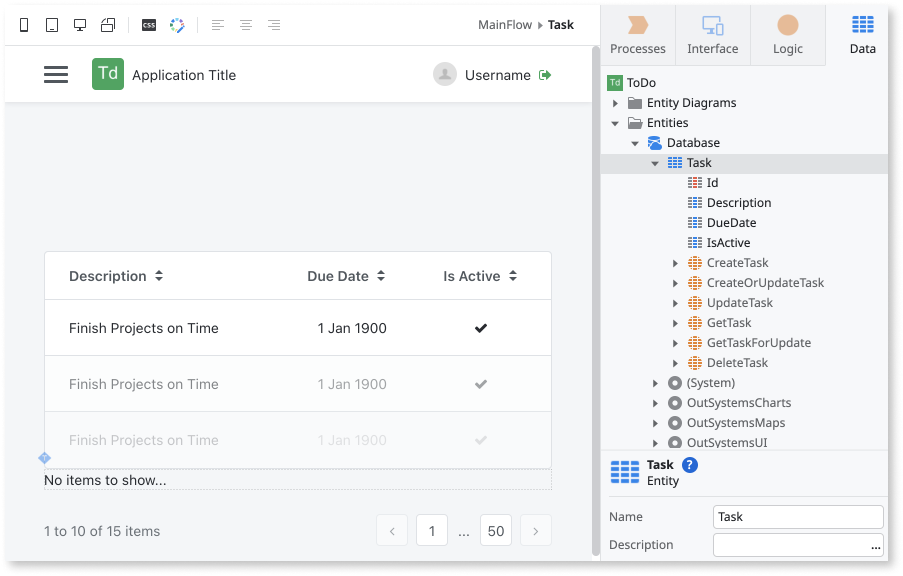 CSS
MainFlow Task
Processes Interface Logic Data
Td Application Title
Username
Td ToDo
Entity Diagrams
Entities
Database
Task
Id
Description
DueDate
IsActive
CreateTask
CreateOrUpdateTask
UpdateTask
GetTask
GetTaskForUpdate
DeleteTask
(System)
OutSystemsCharts
OutSystemsMaps
OutSystemsUI
Description Due Date Is Active
Finish Projects on Time 1 Jan 1900
Finish Projects on Time 1 Jan 1900
Finish Projects on Time 1 Jan 1900
No items to show...
1 to 10 of 15 items
< 1 ... 50 >
Task ?
Entity
Name Task
Description ...